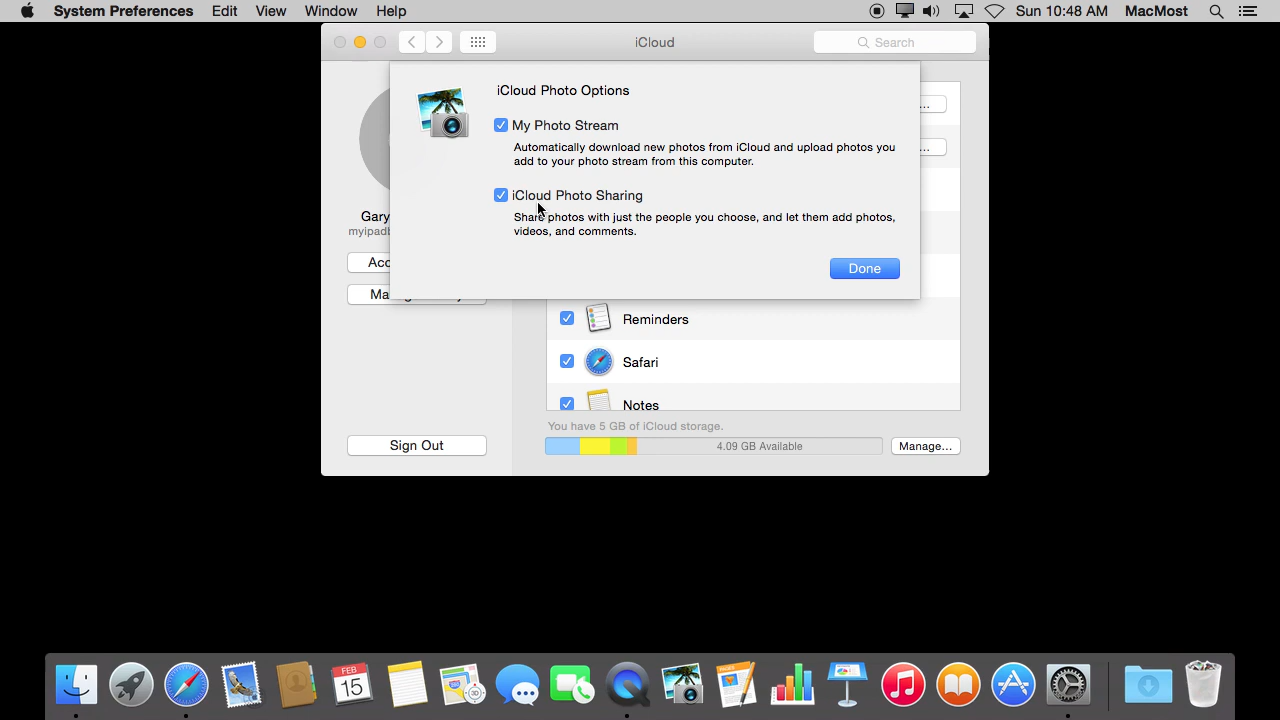 System Preferences Edit View Window Help Sun 10:48 AM MacMost
iCloud Search
iCloud Photo Options
My Photo Stream
Automatically download new photos from iCloud and upload photos you
add to your photo stream from this computer.
iCloud Photo Sharing
Share photos with just the people you choose, and let them add photos,
videos, and comments.
Done
Gary
Reminders
Safari
Notes
You have 5 GB of iCloud storage.
4.09 GB Available Manage...
Sign Out
FEB
15
PAGES
3D